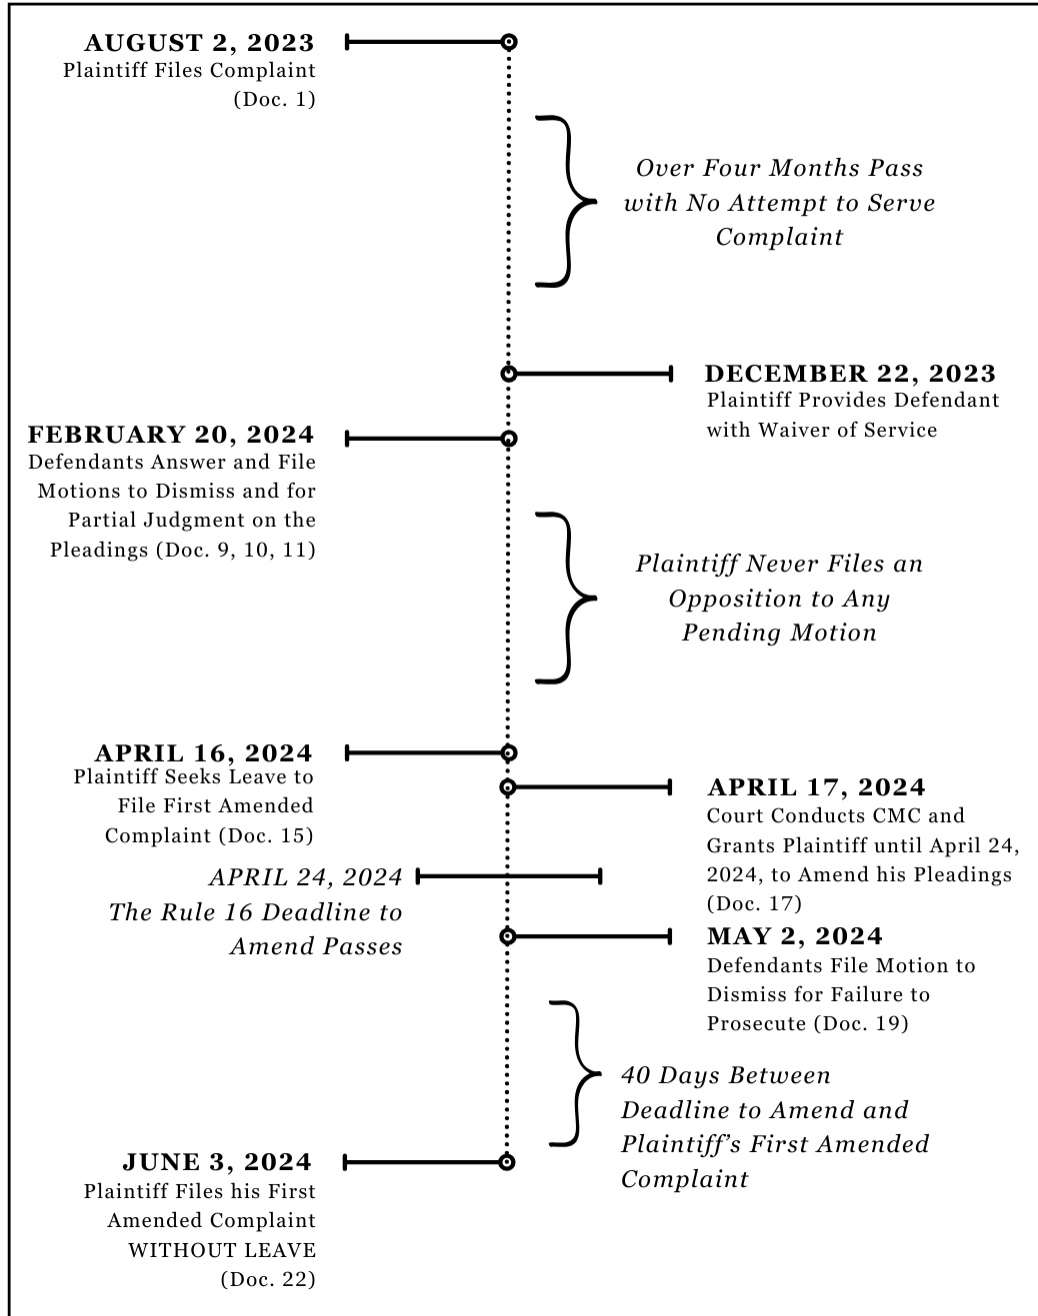 AUGUST 2, 2023
Plaintiff Files Complaint
(Doc. 1)
Over Four Months Pass
with No Attempt to Serve
Complaint
DECEMBER 22, 2023
Plaintiff Provides Defendant
with Waiver of Service
FEBRUARY 20, 2024
Defendants Answer and File
Motions to Dismiss and for
Partial Judgment on the
Pleadings (Doc. 9, 10, 11)
Plaintiff Never Files an
Opposition to Any
Pending Motion
APRIL 16, 2024
Plaintiff Seeks Leave to
File First Amended
Complaint (Doc. 15)
APRIL 17, 2024
Court Conducts CMC and
Grants Plaintiff until April 24,
2024, to Amend his Pleadings
(Doc. 17)
APRIL 24, 2024
The Rule 16 Deadline to
Amend Passes
MAY 2, 2024
Defendants File Motion to
Dismiss for Failure to
Prosecute (Doc. 19)
40 Days Between
Deadline to Amend and
Plaintiff’s First Amended
Complaint
JUNE 3, 2024
Plaintiff Files his First
Amended Complaint
WITHOUT LEAVE
(Doc. 22)